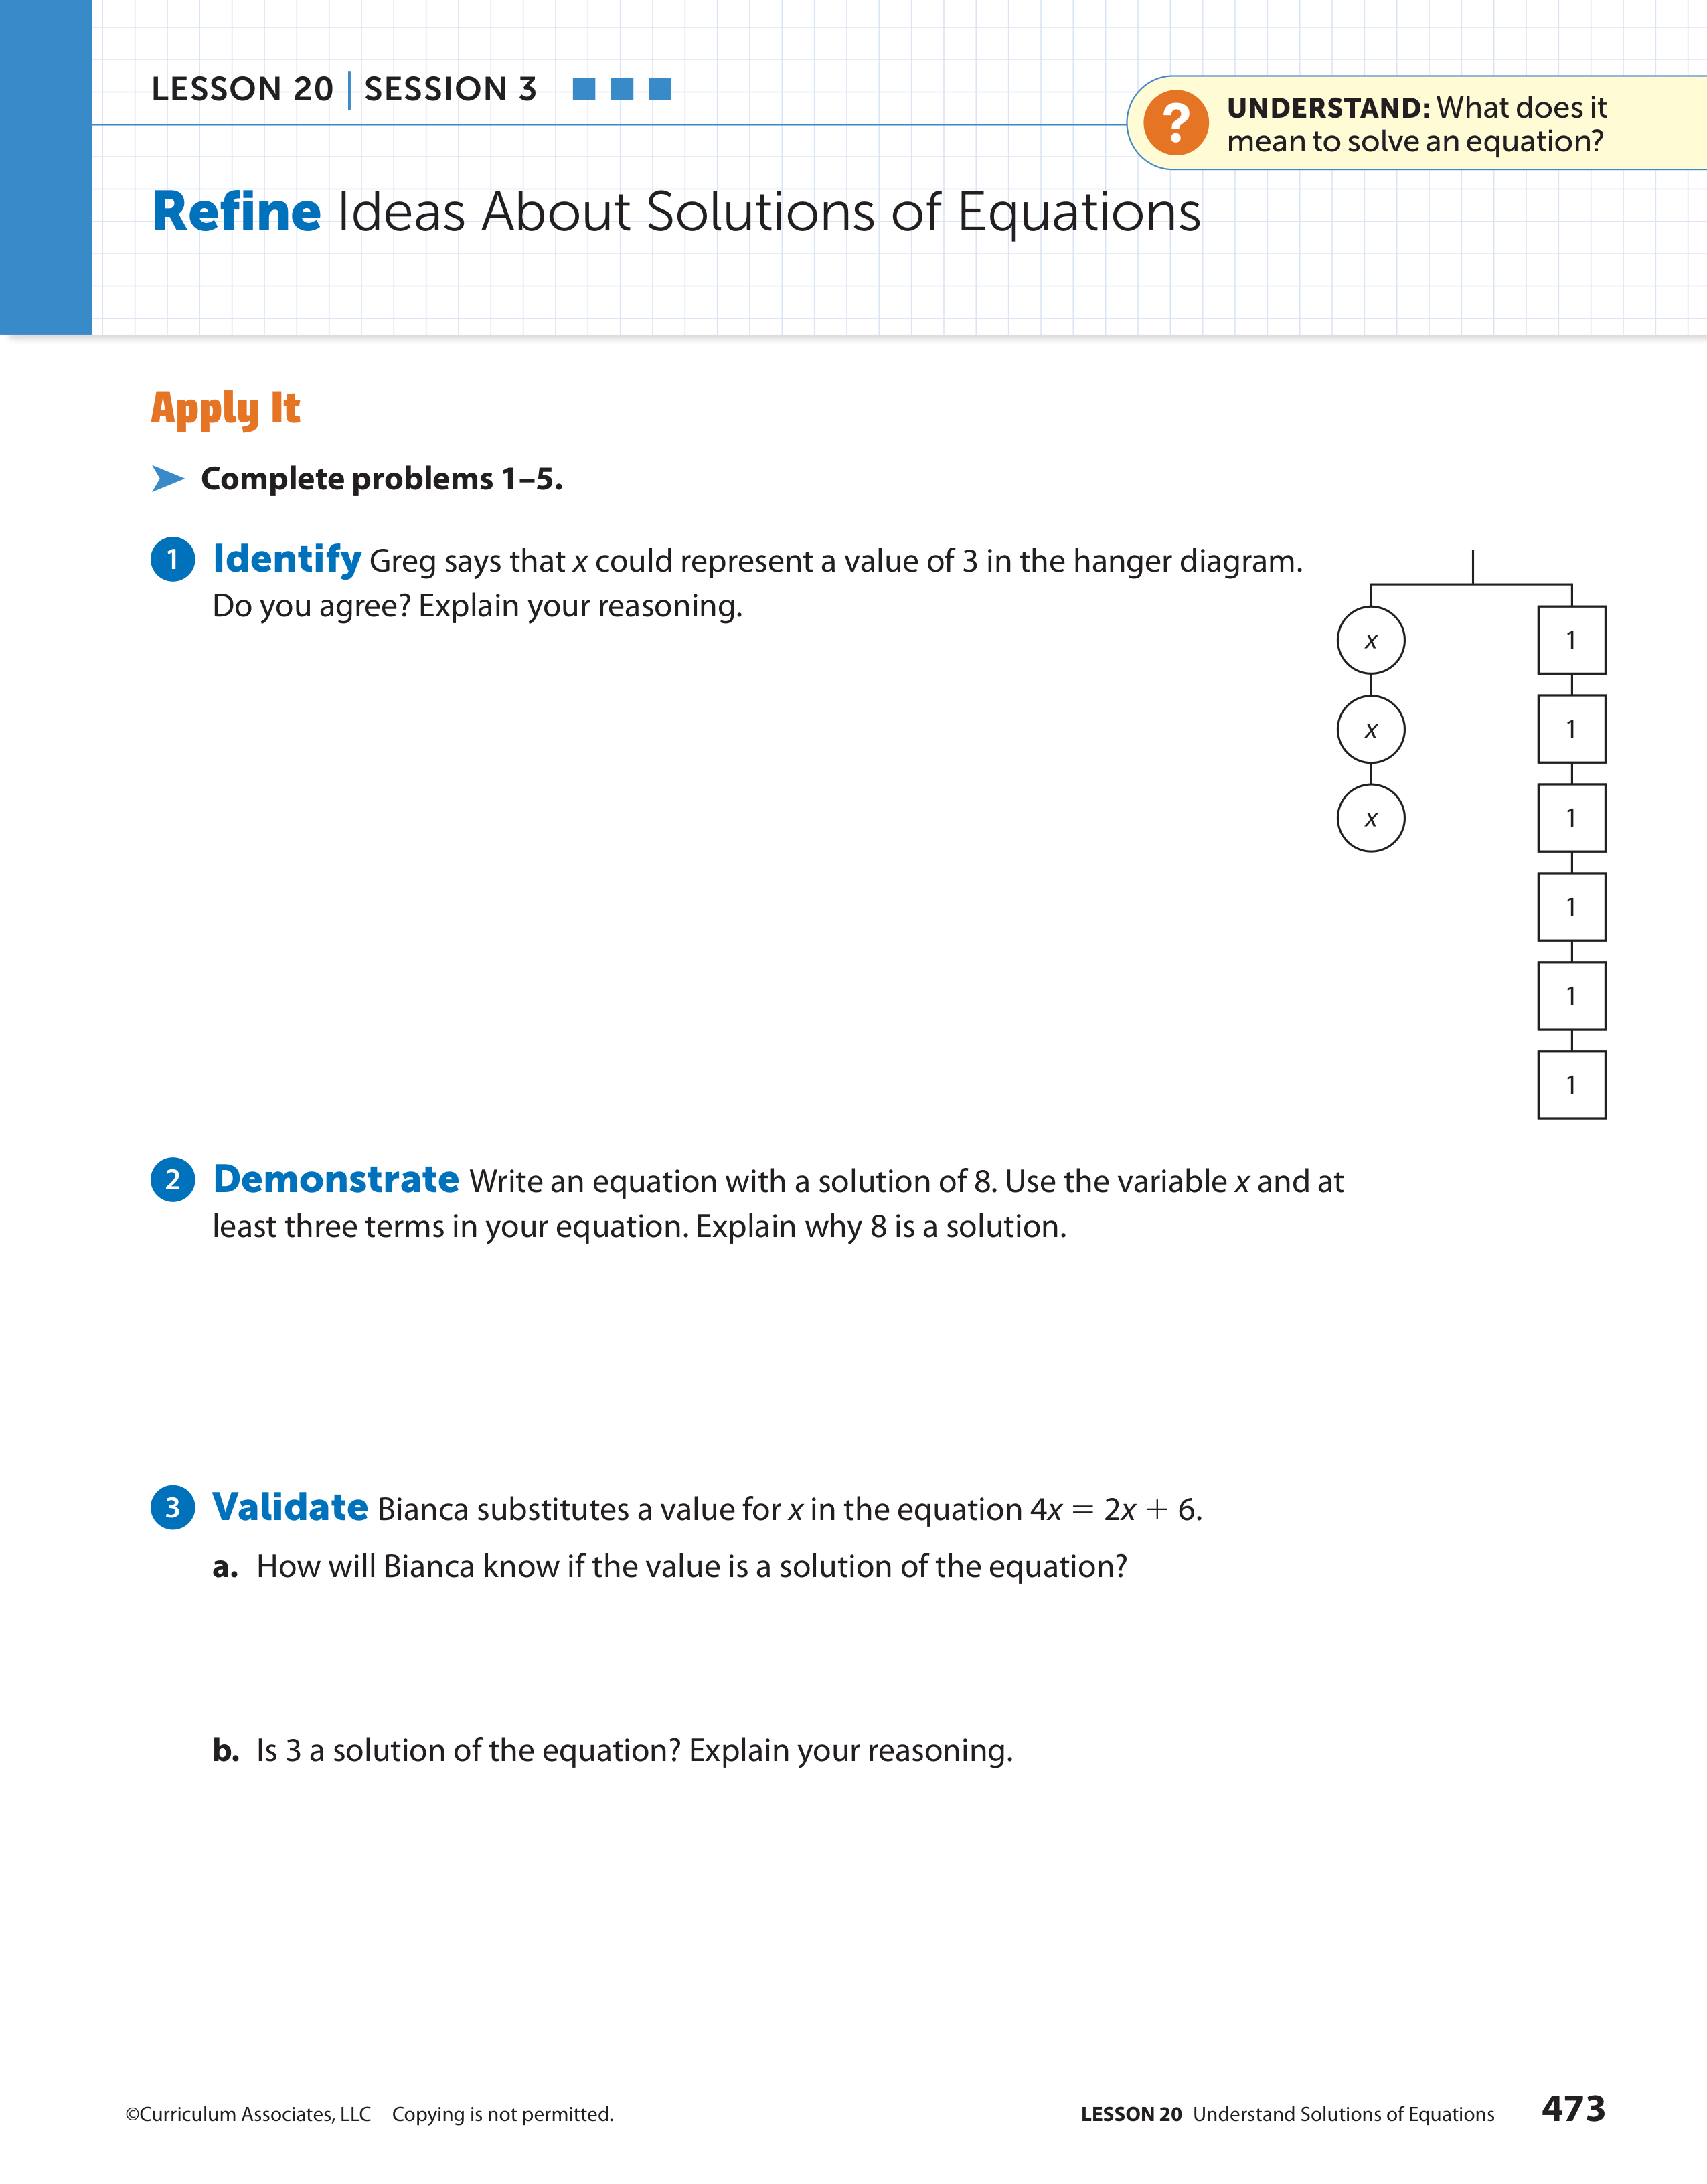 LESSON 20 | SESSION 3
? UNDERSTAND: What does it
mean to solve an equation?
Refine Ideas About Solutions of Equations
Apply It
Complete problems 1–5.
1 Identify Greg says that x could represent a value of 3 in the hanger diagram.
Do you agree? Explain your reasoning.
x
x
x
1
1
1
1
1
1
2 Demonstrate Write an equation with a solution of 8. Use the variable x and at
least three terms in your equation. Explain why 8 is a solution.
3 Validate Bianca substitutes a value for x in the equation 4x = 2x + 6.
a. How will Bianca know if the value is a solution of the equation?
b. Is 3 a solution of the equation? Explain your reasoning.
©Curriculum Associates, LLC Copying is not permitted.
LESSON 20 Understand Solutions of Equations 473